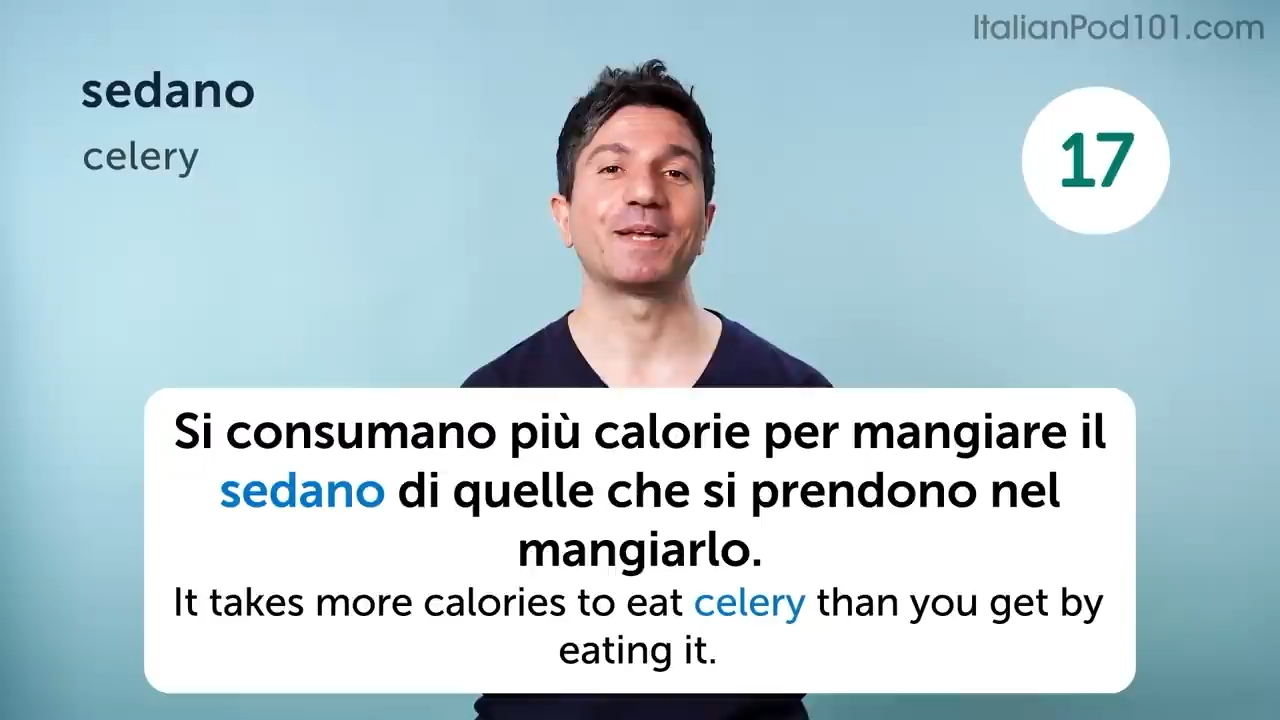 ItalianPod101.com
sedano
celery
17
Si consumano più calorie per mangiare il
sedano di quelle che si prendono nel
mangiarlo.
It takes more calories to eat celery than you get by
eating it.